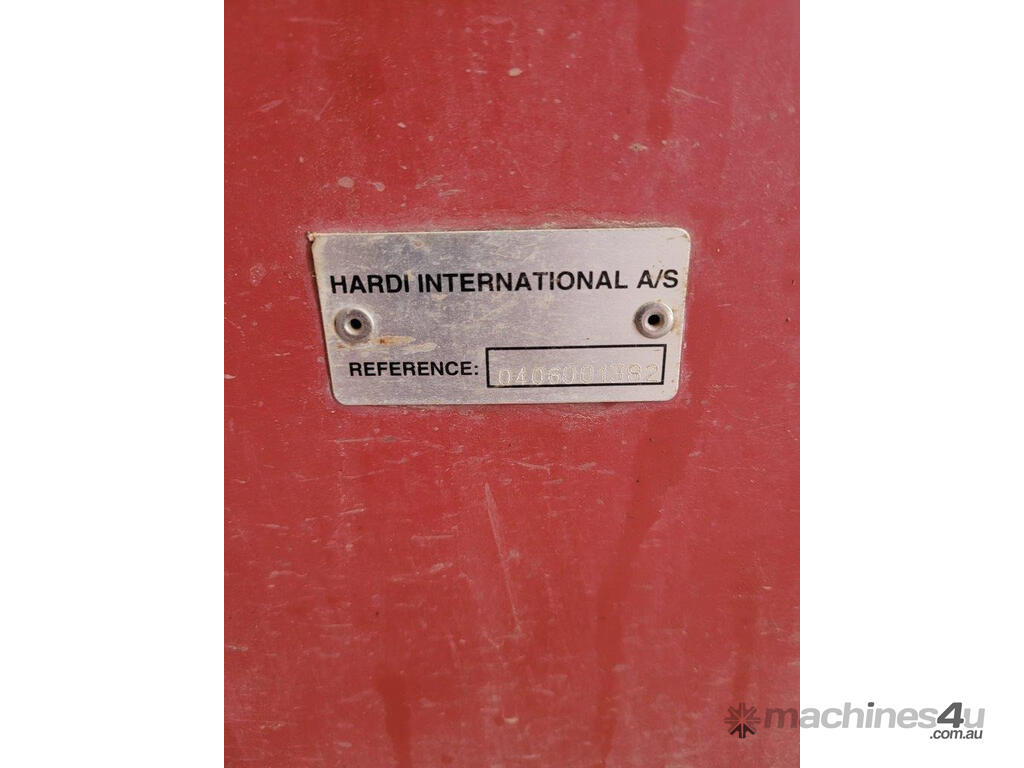 HARDI INTERNATIONAL A/S
REFERENCE:
machines4u
.com.au